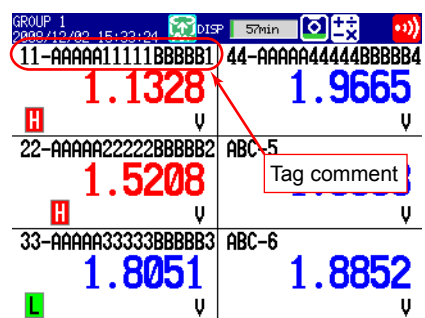 GROUP 1
2008/12/02 15:33:24 DISP 57min
11-AAAAA11111BBBBB1 44-AAAAA44444BBBBB4
1.1328 1.9665
H V V
22-AAAAA22222BBBBB2 ABC-5
1.5208 Tag comment
H V V
33-AAAAA33333BBBBB3 ABC-6
1.8051 1.8852
L V V